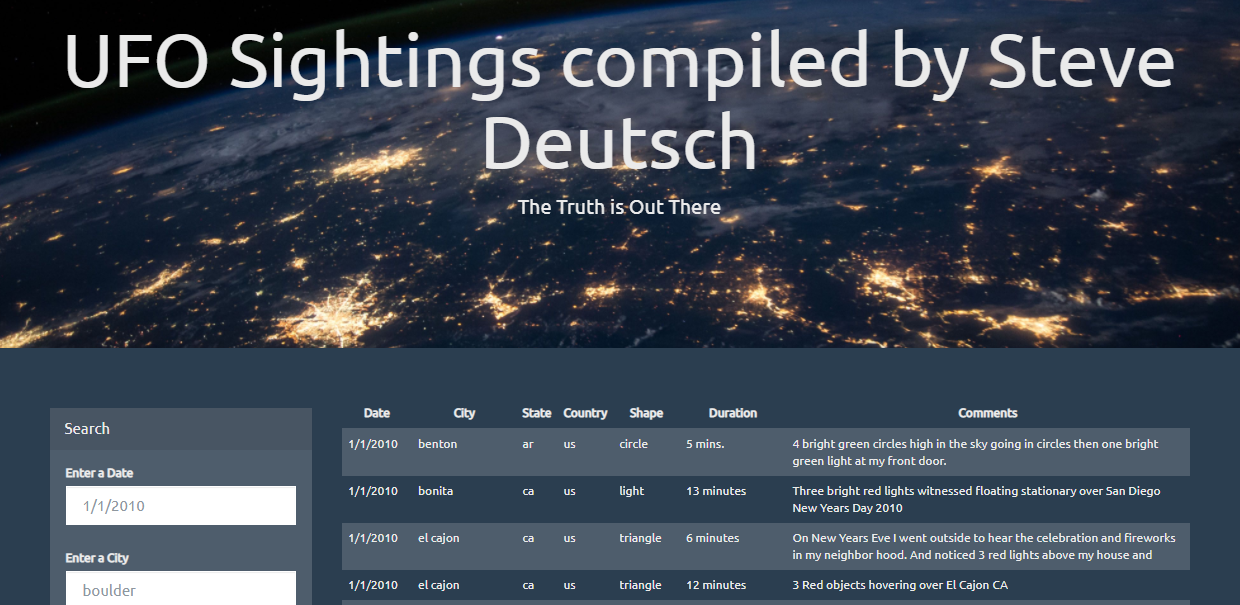 UFO Sightings compiled by Steve
Deutsch
The Truth is Out There
Search
Enter a Date
1/1/2010
Enter a City
boulder
Date City State Country Shape Duration Comments
1/1/2010 benton ar us circle 5 mins. 4 bright green circles high in the sky going in circles then one bright
green light at my front door.
1/1/2010 bonita ca us light 13 minutes Three bright red lights witnessed floating stationary over San Diego
New Years Day 2010
1/1/2010 el cajon ca us triangle 6 minutes On New Years Eve I went outside to hear the celebration and fireworks
in my neighbor hood. And noticed 3 red lights above my house and
1/1/2010 el cajon ca us triangle 12 minutes 3 Red objects hovering over El Cajon CA